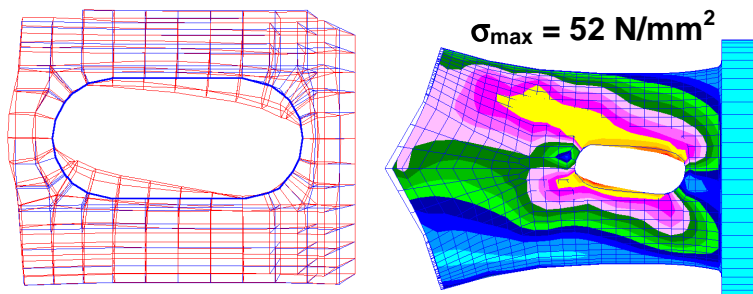 σmax = 52 N/mm²